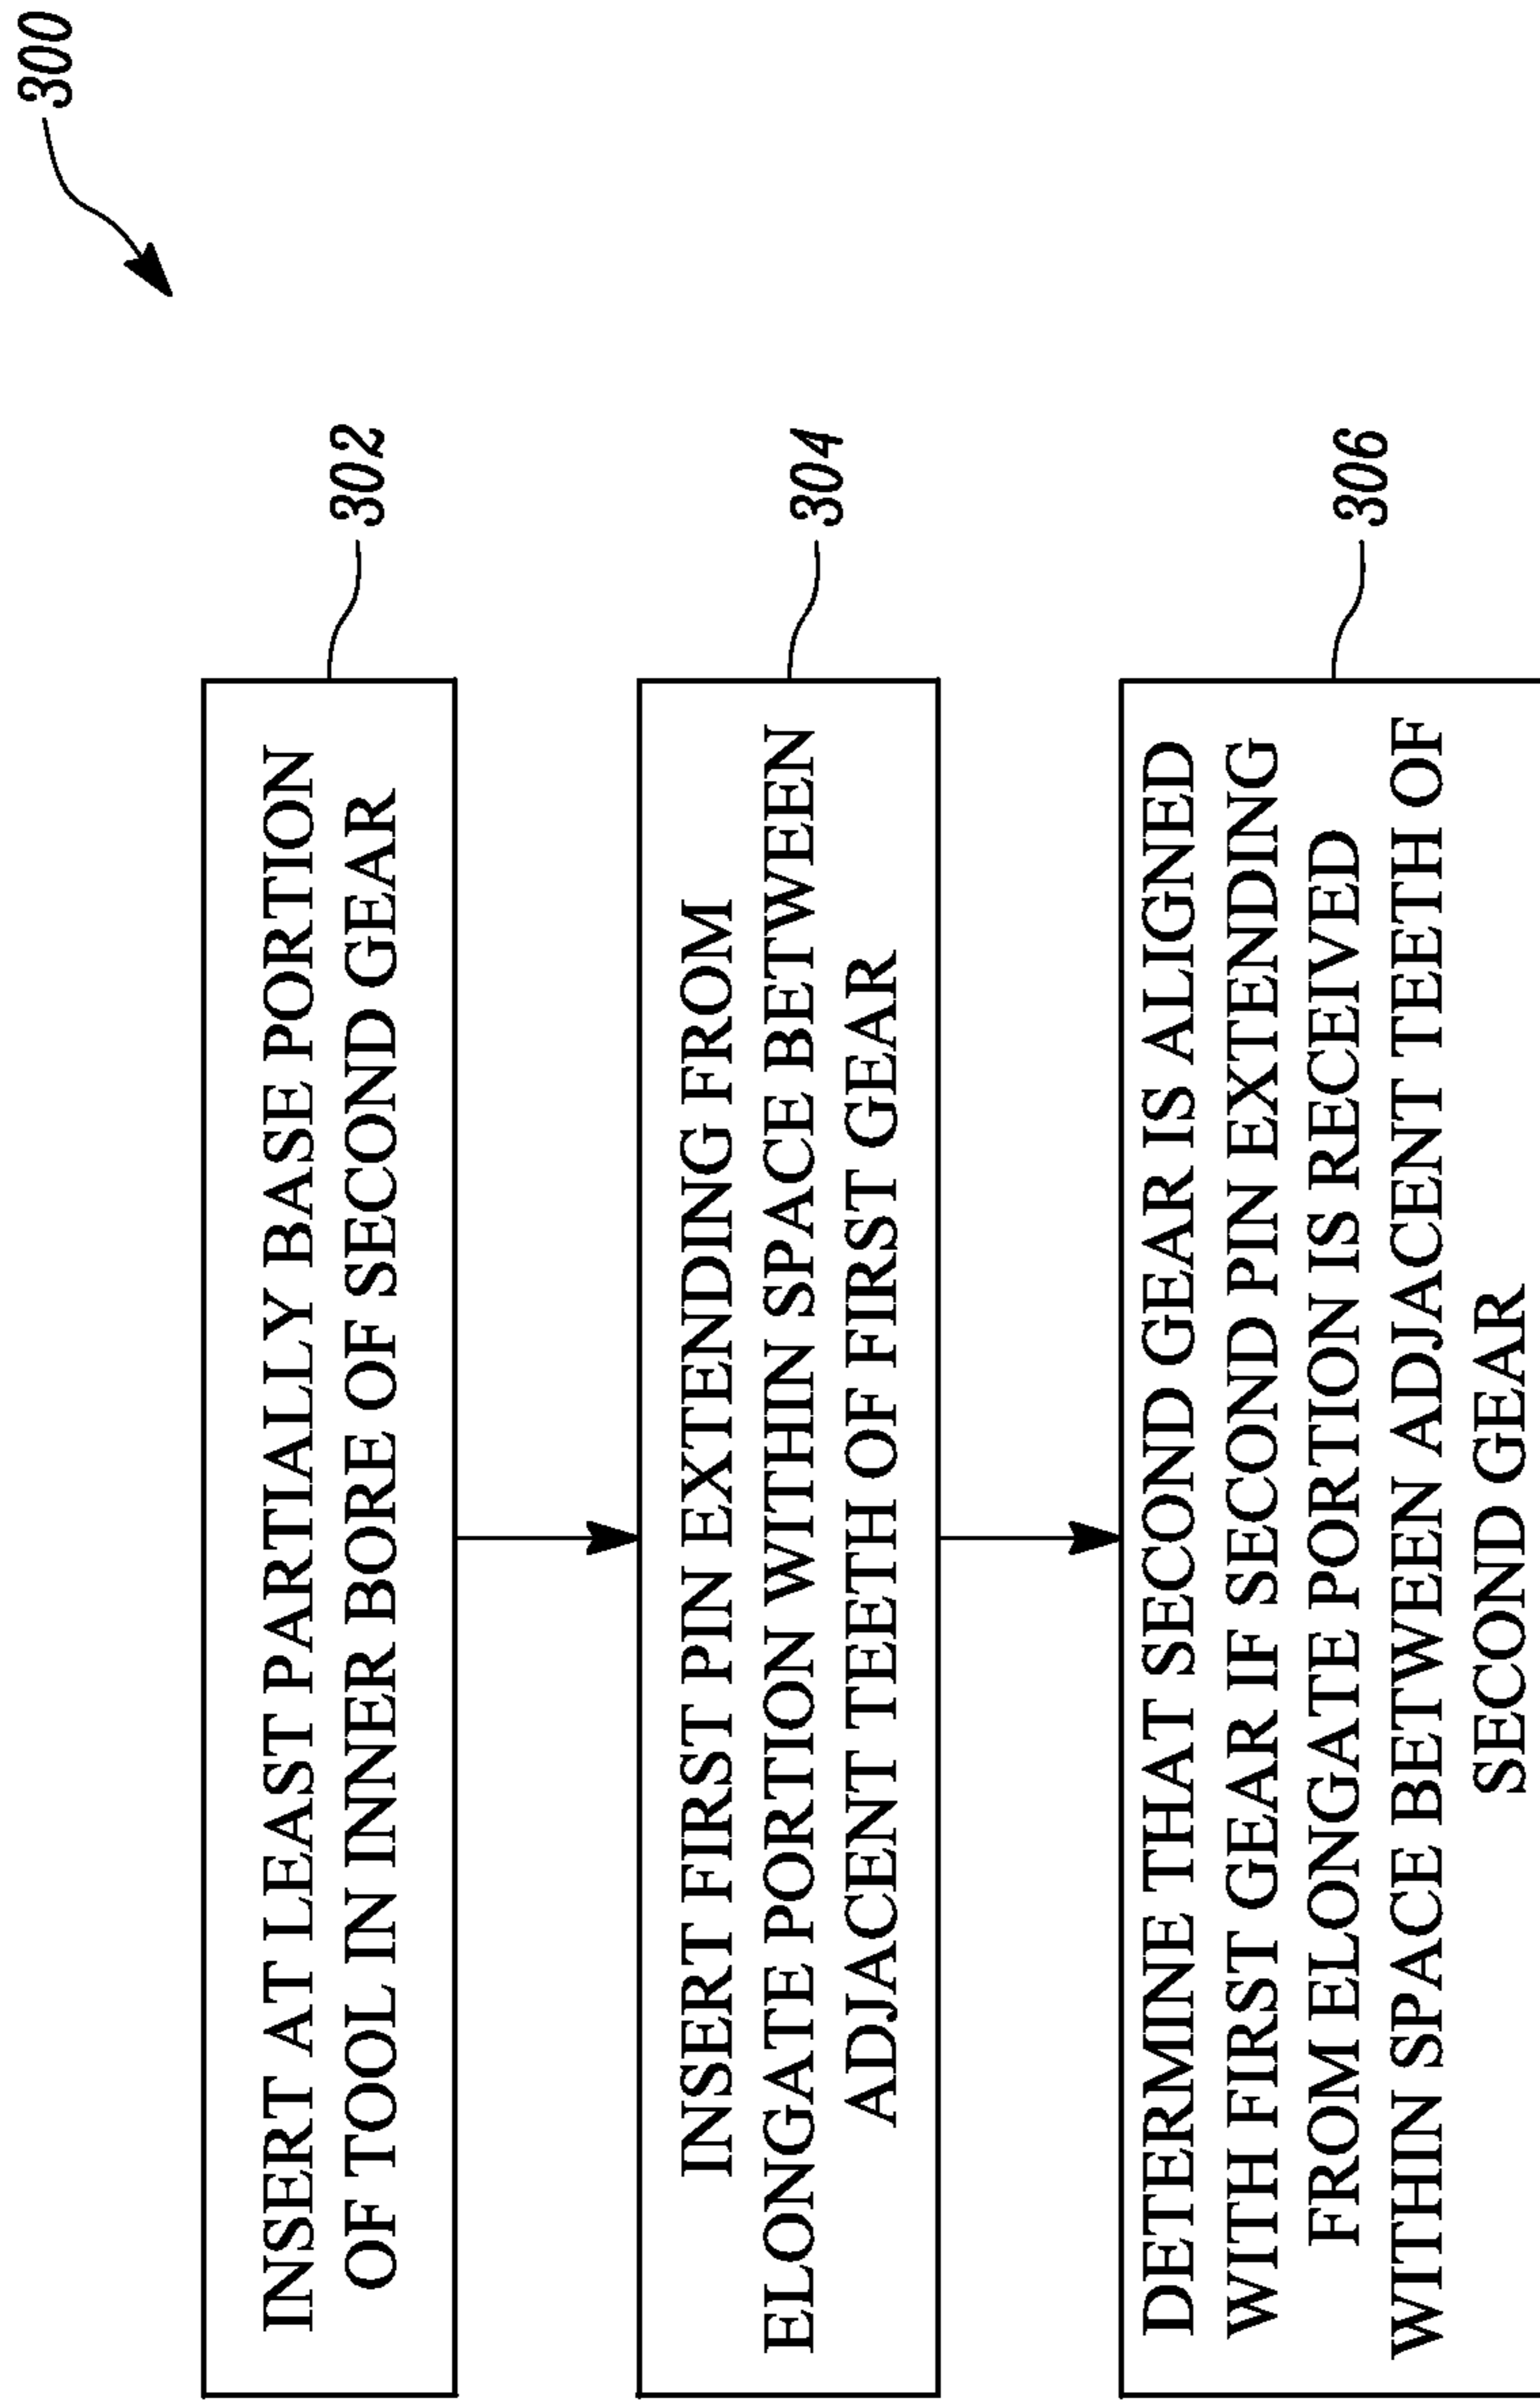 300
302
INSERT AT LEAST PARTIALLY BASE PORTION
OF TOOL IN INNER BORE OF SECOND GEAR
304
INSERT FIRST PIN EXTENDING FROM
ELONGATE PORTION WITHIN SPACE BETWEEN
ADJACENT TEETH OF FIRST GEAR
306
DETERMINE THAT SECOND GEAR IS ALIGNED
WITH FIRST GEAR IF SECOND PIN EXTENDING
FROM ELONGATE PORTION IS RECEIVED
WITHIN SPACE BETWEEN ADJACENT TEETH OF
SECOND GEAR